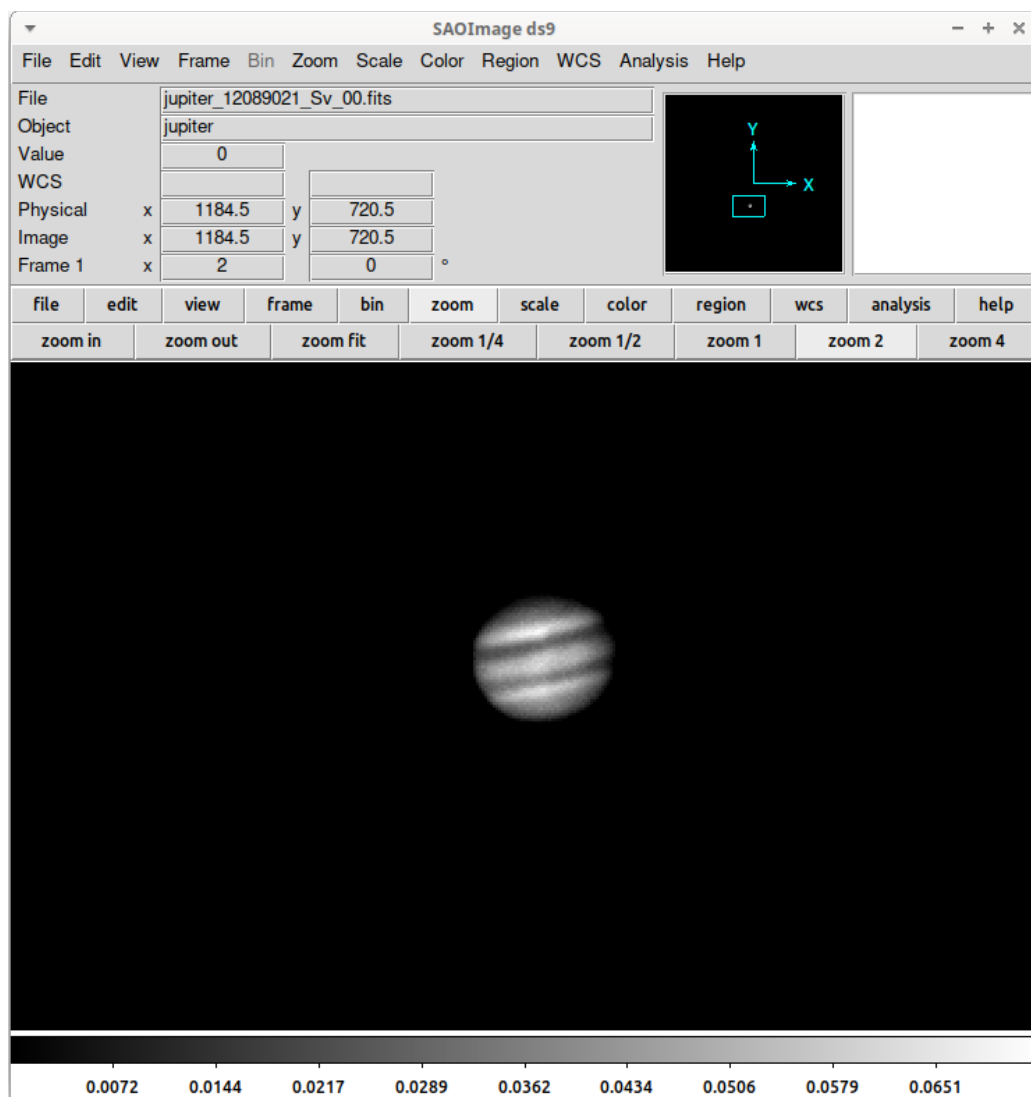 SAOImage ds9
File Edit View Frame Bin Zoom Scale Color Region WCS Analysis Help
File jupiter_12089021_Sv_00.fits
Object jupiter
Value 0
WCS
Physical x 1184.5 y 720.5
Image x 1184.5 y 720.5
Frame 1 x 2 0 °
Y
X
file edit view frame bin zoom scale color region wcs analysis help
zoom in zoom out zoom fit zoom 1/4 zoom 1/2 zoom 1 zoom 2 zoom 4
0.0072 0.0144 0.0217 0.0289 0.0362 0.0434 0.0506 0.0579 0.0651